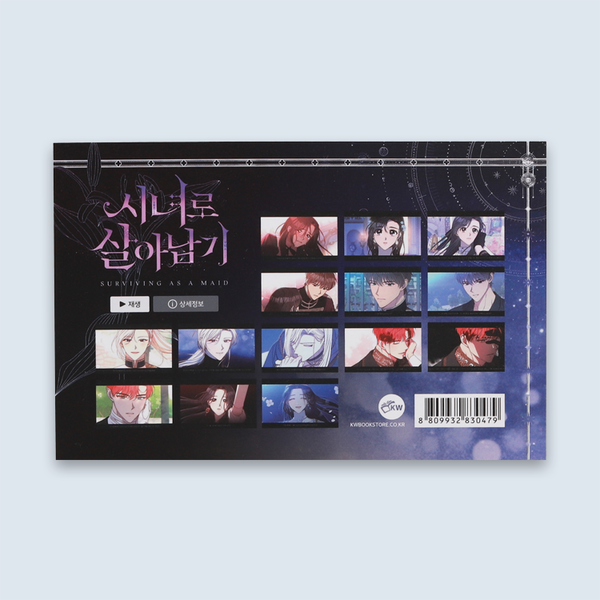 시녀로
살아남기
SURVIVING AS A MAID
▶ 재생
ⓘ 상세정보
KW
KWBOOKSTORE.CO.KR
8 809932 830479